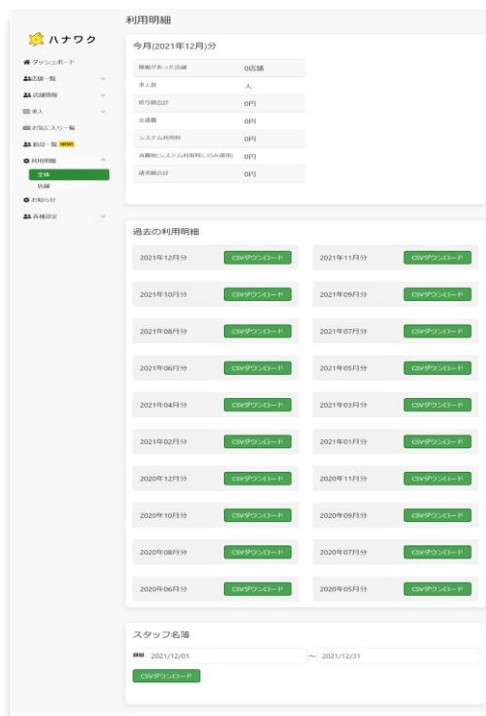 利用明細
ハナワク
ダッシュボード
店舗一覧
店舗情報
求人
お気に入り一覧
NEW!
利用明細
全体
店舗
お知らせ
各種設定
今月(2021年12月)分
稼働があった店舗 0店舗
求人数 人
給与額合計 0円
交通費 0円
システム利用料 0円
消費税(システム利用料にのみ適用) 0円
請求額合計 0円
過去の利用明細
2021年12月分 CSVダウンロード 2021年11月分 CSVダウンロード
2021年10月分 CSVダウンロード 2021年09月分 CSVダウンロード
2021年08月分 CSVダウンロード 2021年07月分 CSVダウンロード
2021年06月分 CSVダウンロード 2021年05月分 CSVダウンロード
2021年04月分 CSVダウンロード 2021年03月分 CSVダウンロード
2021年02月分 CSVダウンロード 2021年01月分 CSVダウンロード
2020年12月分 CSVダウンロード 2020年11月分 CSVダウンロード
2020年10月分 CSVダウンロード 2020年09月分 CSVダウンロード
2020年08月分 CSVダウンロード 2020年07月分 CSVダウンロード
2020年06月分 CSVダウンロード 2020年05月分 CSVダウンロード
スタッフ名簿
期間 2021/12/01 〜 2021/12/31
CSVダウンロード